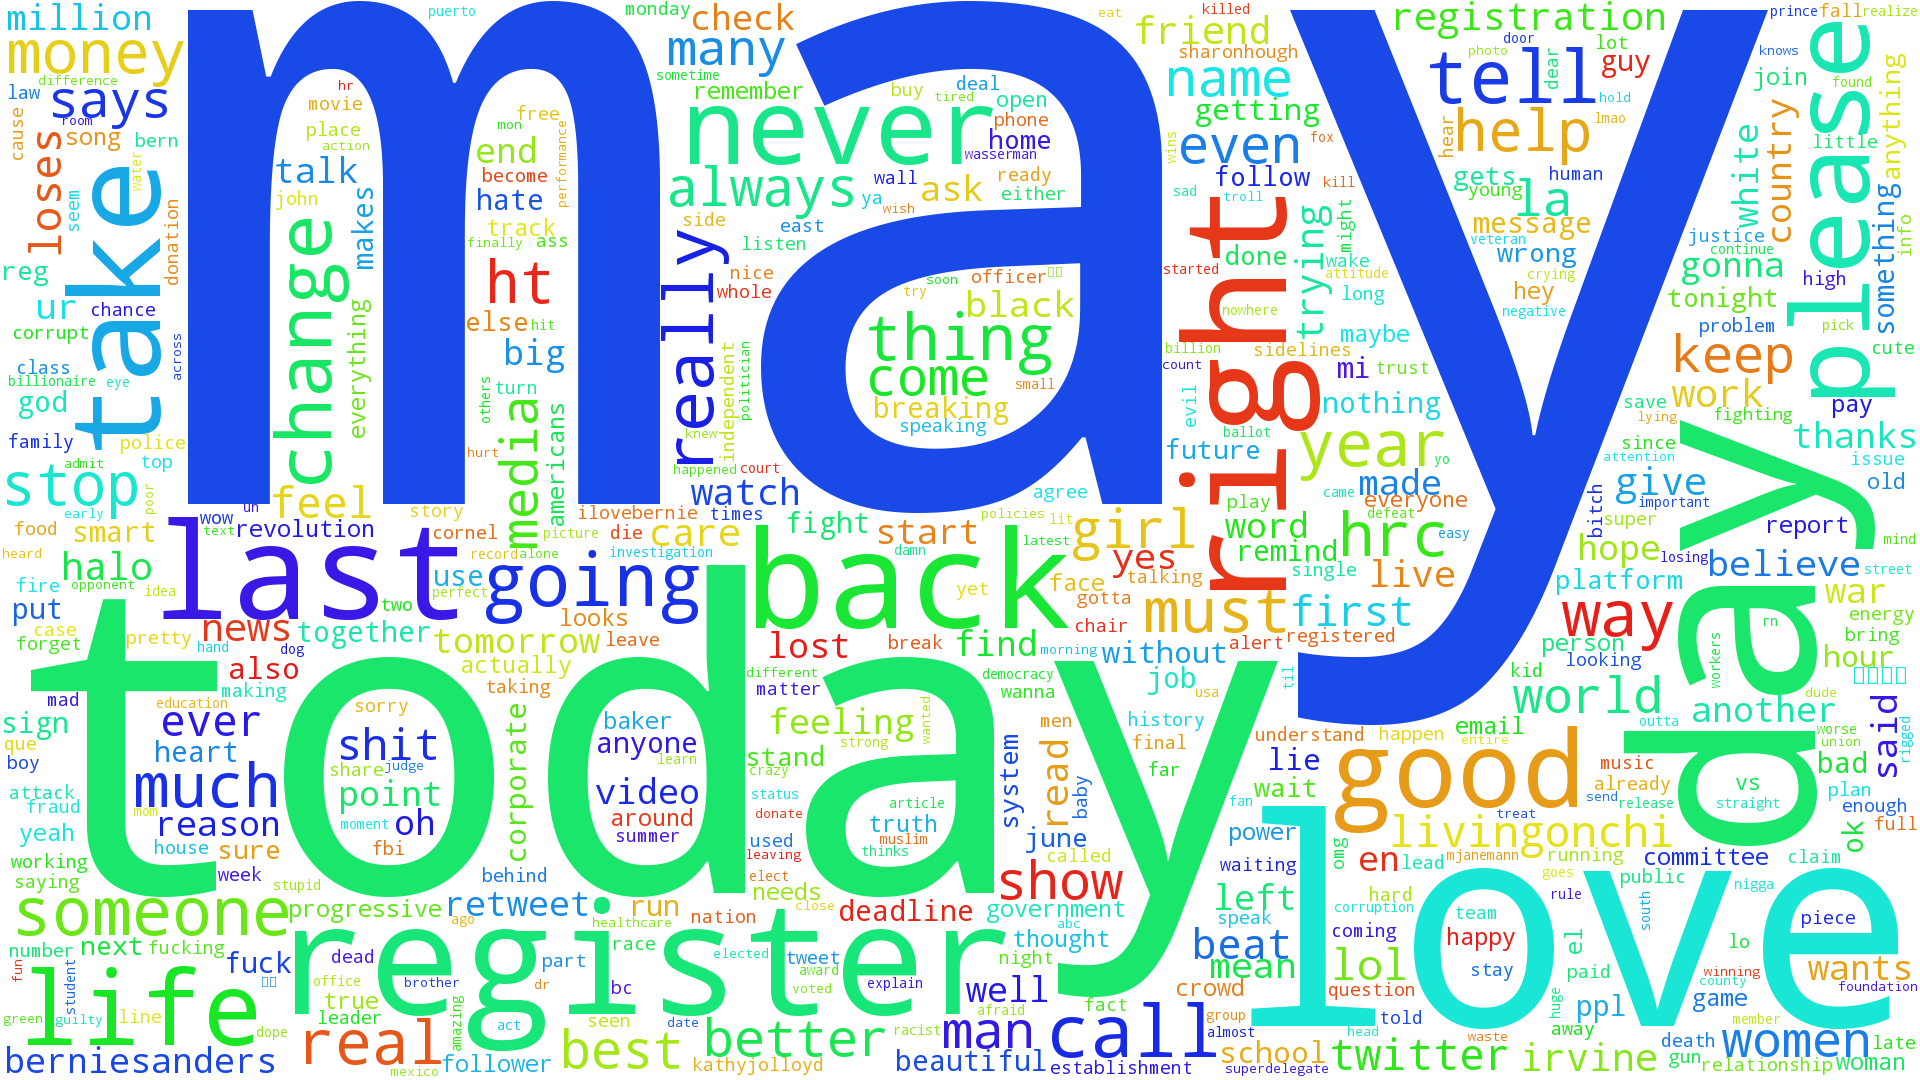 may
today
love
day
register
last
back
right
never
take
please
life
good
change
really
going
call
someone
real
best
better
women
twitter
irvine
school
man
show
much
shit
video
point
oh
reason
ever
heart
also
news
together
tomorrow
money
million
says
song
loses
law
difference
room
cause
bern
water
donation
seem
reg
ur
chance
corrupt
class
billionaire
eye
god
across
family
police
admit
top
stop
poor
early
food
smart
heard
halo
fire
opponent
idea
put
case
forget
pretty
hand
dog
two
wow
un
text
revolution
feel
puerto
monday
check
many
sometime
remember
hr
movie
place
action
free
mon
performance
talk
john
makes
everything
end
become
hate
track
finally
ass
ht
else
hit
big
turn
others
media
americans
hurt
story
cornel
record
alone
picture
use
perfect
ilovebernie
die
times
investigation
care
watch
looks
leave
actually
taking
always
buy
tired
deal
open
phone
home
wasserman
wall
ask
ready
either
ya
wish
side
east
listen
nice
whole
officer
soon
try
black
thing
come
small
breaking
speaking
independent
politician
knew
happened
court
agree
policies
lit
fight
start
damn
latest
girl
yes
yet
face
talking
gotta
chair
lost
break
find
morning
democracy
different
matter
wanna
without
must
first
alert
registered
friend
killed
eat
sharonhough
name
getting
even
fox
wins
follow
sad
troll
kill
done
trying
might
wake
attitude
started
nowhere
long
maybe
billion
count
sidelines
mi
trust
evil
nothing
ballot
future
year
yo
play
came
made
everyone
defeat
word
remind
hrc
easy
single
live
registration
door
photo
tell
dear
lot
guy
hold
lmao
help
hear
gets
young
human
la
message
veteran
wrong
crying
hey
negative
prince
fall
realize
knows
join
found
anything
country
white
little
justice
continue
gonna
something
info
high
tonight
problem
pick
cute
keep
work
save
lying
fighting
pay
since
thanks
attention
issue
give
important
old
bitch
super
report
hope
losing
believe
mind
street
platform
war
way
energy
bring
person
rn
workers
hour
looking
kid
dude
world
another
email
outta
worse
union
said
rigged
understand
happen
entire
lie
music
already
bad
plan
wait
send
release
vs
straight
enough
fan
treat
full
ok
power
livingonchi
omg
en
lead
mjanemann
running
committee
claim
waiting
goes
public
nigga
left
hard
rule
south
corruption
team
speak
piece
coming
happy
beat
el
lo
mean
lol
stay
paid
winning
wants
county
foundation
crowd
question
ppl
game
huge
group
told
away
member
almost
head
waste
death
late
gun
relationship
woman
superdelegate
mad
making
education
sorry
sign
que
boy
share
judge
attack
fraud
mom
moment
yeah
house
sure
fbi
working
saying
week
stupid
behind
corporate
baker
anyone
learn
around
summer
feeling
strong
wanted
stand
crazy
status
donate
article
truth
muslim
used
leaving
thinks
elect
needs
close
men
history
final
far
system
read
baby
june
called
job
usa
til
progressive
retweet
run
nation
deadline
government
ago
healthcare
abc
number
next
fucking
race
elected
thought
night
fuck
dead
part
tweet
award
fun
student
office
brother
dr
bc
voted
explain
well
true
leader
afraid
fact
green
guilty
line
dope
amazing
act
seen
date
racist
berniesanders
mexico
follower
kathyjolloyd
beautiful
establishment